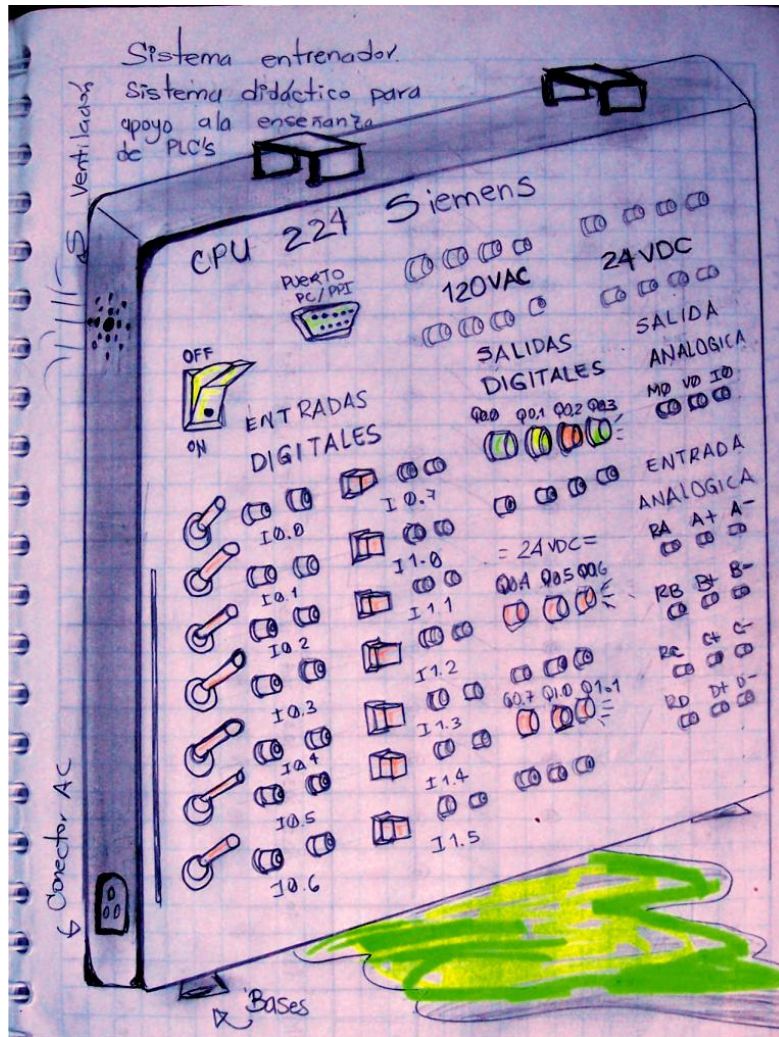 Sistema entrenador.
Sistema didáctico para
apoyo ala enseñanza
de PLC's
Ventilador
CPU 224 Siemens
PUERTO
PC/PPI
120VAC
24VDC
OFF
ON
ENTRADAS
DIGITALES
SALIDAS
DIGITALES
Q0.0 Q0.1 Q0.2 Q0.3
SALIDA
ANALOGICA
MØ VØ IØ
ENTRADA
ANALOGICA
RA A+ A-
RB B+ B-
RC C+ C-
RD D+ D-
= 24VDC =
Q0.4 Q0.5 Q0.6
Q0.7 Q1.0 Q1.1
I0.0
I0.1
I0.2
I0.3
I0.4
I0.5
I0.6
I0.7
I1.0
I1.1
I1.2
I1.3
I1.4
I1.5
Conector AC
Bases